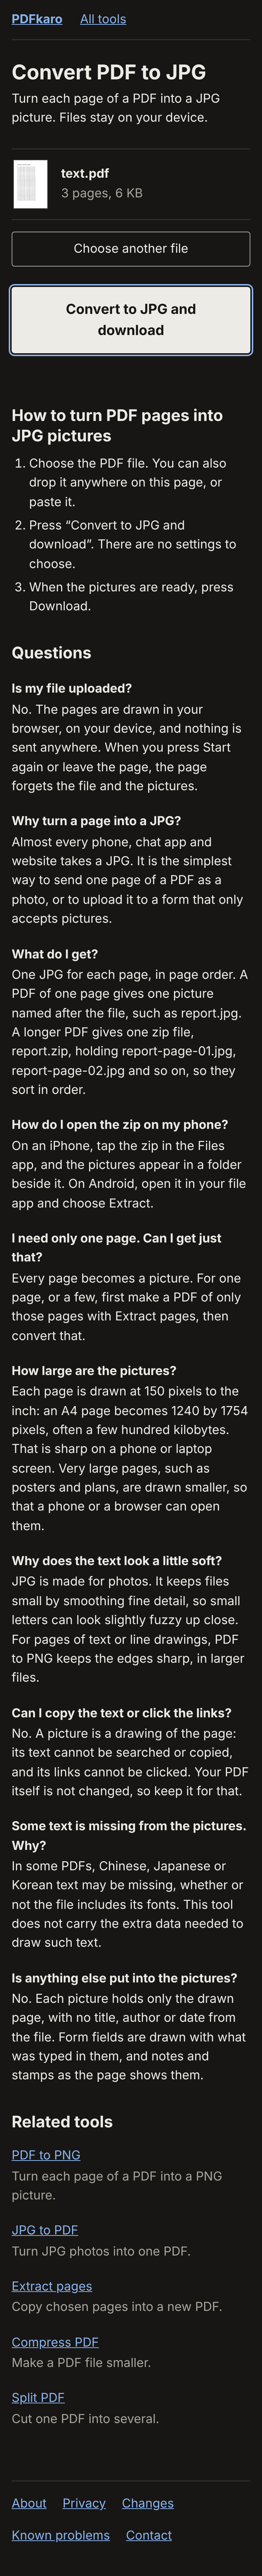 PDFkaro All tools
Convert PDF to JPG
Turn each page of a PDF into a JPG
picture. Files stay on your device.
text.pdf
3 pages, 6 KB
Choose another file
Convert to JPG and
download
How to turn PDF pages into
JPG pictures
1. Choose the PDF file. You can also
drop it anywhere on this page, or
paste it.
2. Press “Convert to JPG and
download”. There are no settings to
choose.
3. When the pictures are ready, press
Download.
Questions
Is my file uploaded?
No. The pages are drawn in your
browser, on your device, and nothing is
sent anywhere. When you press Start
again or leave the page, the page
forgets the file and the pictures.
Why turn a page into a JPG?
Almost every phone, chat app and
website takes a JPG. It is the simplest
way to send one page of a PDF as a
photo, or to upload it to a form that only
accepts pictures.
What do I get?
One JPG for each page, in page order. A
PDF of one page gives one picture
named after the file, such as report.jpg.
A longer PDF gives one zip file,
report.zip, holding report-page-01.jpg,
report-page-02.jpg and so on, so they
sort in order.
How do I open the zip on my phone?
On an iPhone, tap the zip in the Files
app, and the pictures appear in a folder
beside it. On Android, open it in your file
app and choose Extract.
I need only one page. Can I get just
that?
Every page becomes a picture. For one
page, or a few, first make a PDF of only
those pages with Extract pages, then
convert that.
How large are the pictures?
Each page is drawn at 150 pixels to the
inch: an A4 page becomes 1240 by 1754
pixels, often a few hundred kilobytes.
That is sharp on a phone or laptop
screen. Very large pages, such as
posters and plans, are drawn smaller, so
that a phone or a browser can open
them.
Why does the text look a little soft?
JPG is made for photos. It keeps files
small by smoothing fine detail, so small
letters can look slightly fuzzy up close.
For pages of text or line drawings, PDF
to PNG keeps the edges sharp, in larger
files.
Can I copy the text or click the links?
No. A picture is a drawing of the page:
its text cannot be searched or copied,
and its links cannot be clicked. Your PDF
itself is not changed, so keep it for that.
Some text is missing from the pictures.
Why?
In some PDFs, Chinese, Japanese or
Korean text may be missing, whether or
not the file includes its fonts. This tool
does not carry the extra data needed to
draw such text.
Is anything else put into the pictures?
No. Each picture holds only the drawn
page, with no title, author or date from
the file. Form fields are drawn with what
was typed in them, and notes and
stamps as the page shows them.
Related tools
PDF to PNG
Turn each page of a PDF into a PNG
picture.
JPG to PDF
Turn JPG photos into one PDF.
Extract pages
Copy chosen pages into a new PDF.
Compress PDF
Make a PDF file smaller.
Split PDF
Cut one PDF into several.
About Privacy Changes
Known problems Contact